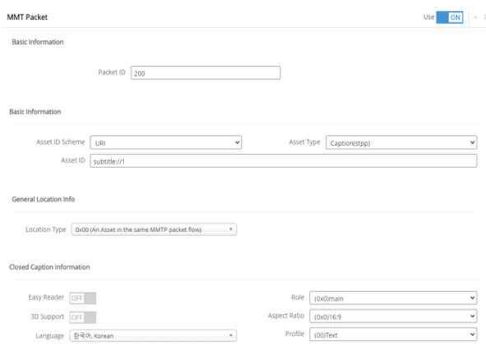 MMT Packet
Use ON
Basic Information
Packet ID 200
Basic Information
Asset ID Scheme URI
Asset Type Caption(stpp)
Asset ID subtitle://1
General Location Info
Location Type 0x00 (An Asset in the same MMTP packet flow)
Closed Caption Information
Easy Reader OFF
Role (0x0)main
3D Support OFF
Aspect Ratio (0x0)16:9
Language 한국어, Korean
Profile (00)Text